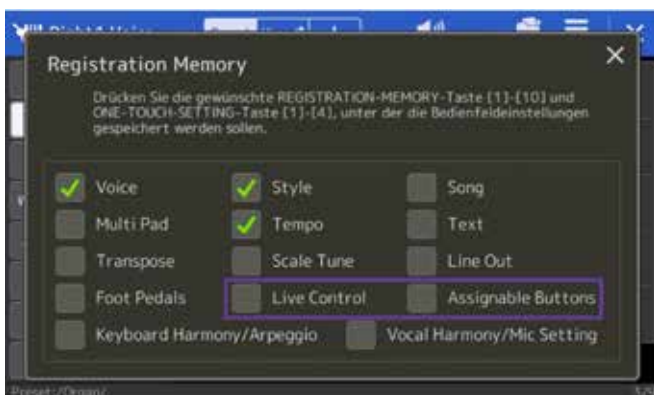 Registration Memory
Drücken Sie die gewünschte REGISTRATION-MEMORY-Taste [1]-[10] und
ONE-TOUCH-SETTING-Taste [1]-[4], unter der die Bedienfeldeinstellungen
gespeichert werden sollen.
Voice Style Song
Multi Pad Tempo Text
Transpose Scale Tune Line Out
Foot Pedals Live Control Assignable Buttons
Keyboard Harmony/Arpeggio Vocal Harmony/Mic Setting